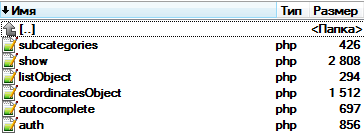 Имя Тип Размер
[..] <Папка>
subcategories php 426
show php 2 808
listObject php 294
coordinatesObject php 1 512
autocomplete php 697
auth php 856